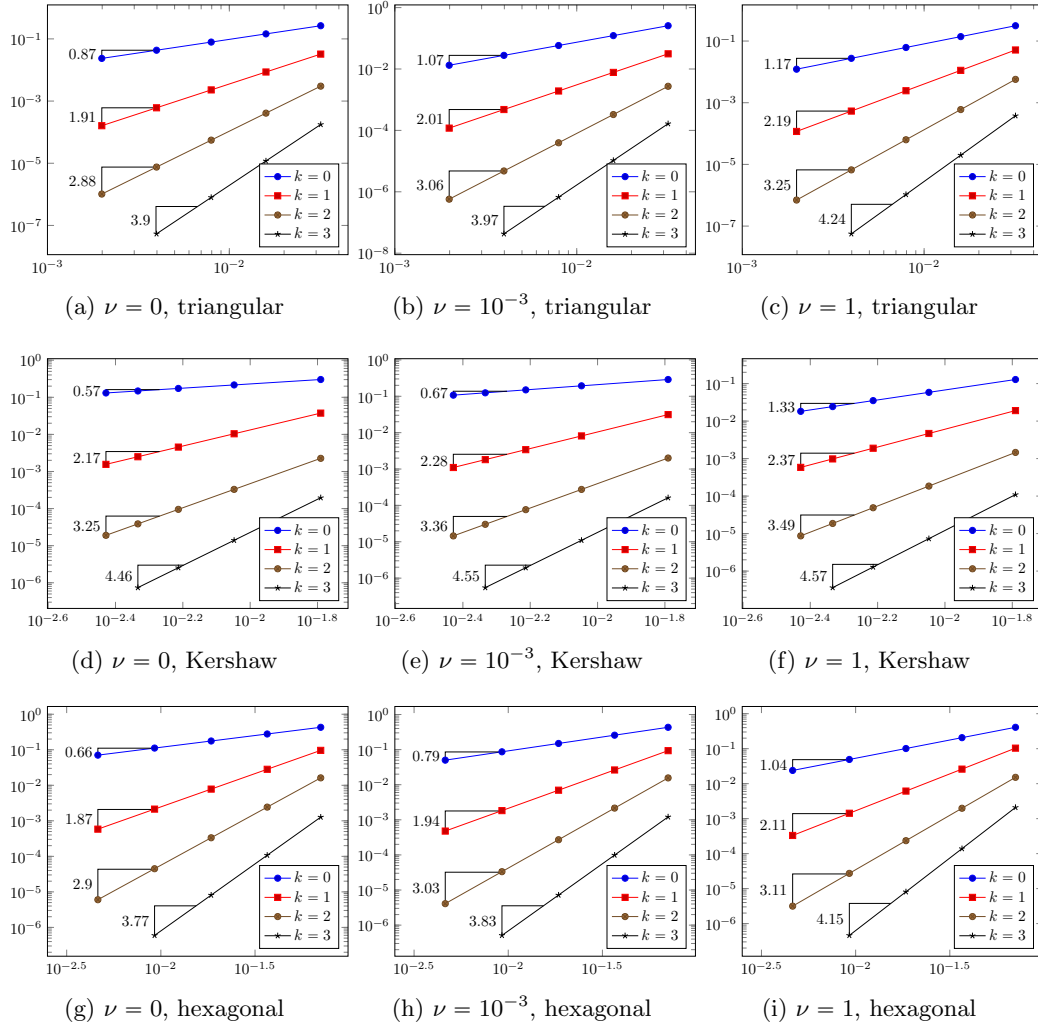 10⁻¹
10⁻³
10⁻⁵
10⁻⁷
0.87
1.91
2.88
3.9
k = 0
k = 1
k = 2
k = 3
10⁻³
10⁻²
(a) ν = 0, triangular
10⁰
10⁻²
10⁻⁴
10⁻⁶
10⁻⁸
1.07
2.01
3.06
3.97
k = 0
k = 1
k = 2
k = 3
10⁻³
10⁻²
(b) ν = 10⁻³, triangular
10⁻¹
10⁻³
10⁻⁵
10⁻⁷
1.17
2.19
3.25
4.24
k = 0
k = 1
k = 2
k = 3
10⁻³
10⁻²
(c) ν = 1, triangular
10⁰
10⁻¹
10⁻²
10⁻³
10⁻⁴
10⁻⁵
10⁻⁶
0.57
2.17
3.25
4.46
k = 0
k = 1
k = 2
k = 3
10⁻²·⁶
10⁻²·⁴
10⁻²·²
10⁻²
10⁻¹·⁸
(d) ν = 0, Kershaw
10⁰
10⁻¹
10⁻²
10⁻³
10⁻⁴
10⁻⁵
10⁻⁶
0.67
2.28
3.36
4.55
k = 0
k = 1
k = 2
k = 3
10⁻²·⁶
10⁻²·⁴
10⁻²·²
10⁻²
10⁻¹·⁸
(e) ν = 10⁻³, Kershaw
10⁻¹
10⁻²
10⁻³
10⁻⁴
10⁻⁵
10⁻⁶
1.33
2.37
3.49
4.57
k = 0
k = 1
k = 2
k = 3
10⁻²·⁶
10⁻²·⁴
10⁻²·²
10⁻²
10⁻¹·⁸
(f) ν = 1, Kershaw
10⁰
10⁻¹
10⁻²
10⁻³
10⁻⁴
10⁻⁵
10⁻⁶
0.66
1.87
2.9
3.77
k = 0
k = 1
k = 2
k = 3
10⁻²·⁵
10⁻²
10⁻¹·⁵
(g) ν = 0, hexagonal
10⁰
10⁻¹
10⁻²
10⁻³
10⁻⁴
10⁻⁵
10⁻⁶
0.79
1.94
3.03
3.83
k = 0
k = 1
k = 2
k = 3
10⁻²·⁵
10⁻²
10⁻¹·⁵
(h) ν = 10⁻³, hexagonal
10⁰
10⁻¹
10⁻²
10⁻³
10⁻⁴
10⁻⁵
10⁻⁶
1.04
2.11
3.11
4.15
k = 0
k = 1
k = 2
k = 3
10⁻²·⁵
10⁻²
10⁻¹·⁵
(i) ν = 1, hexagonal